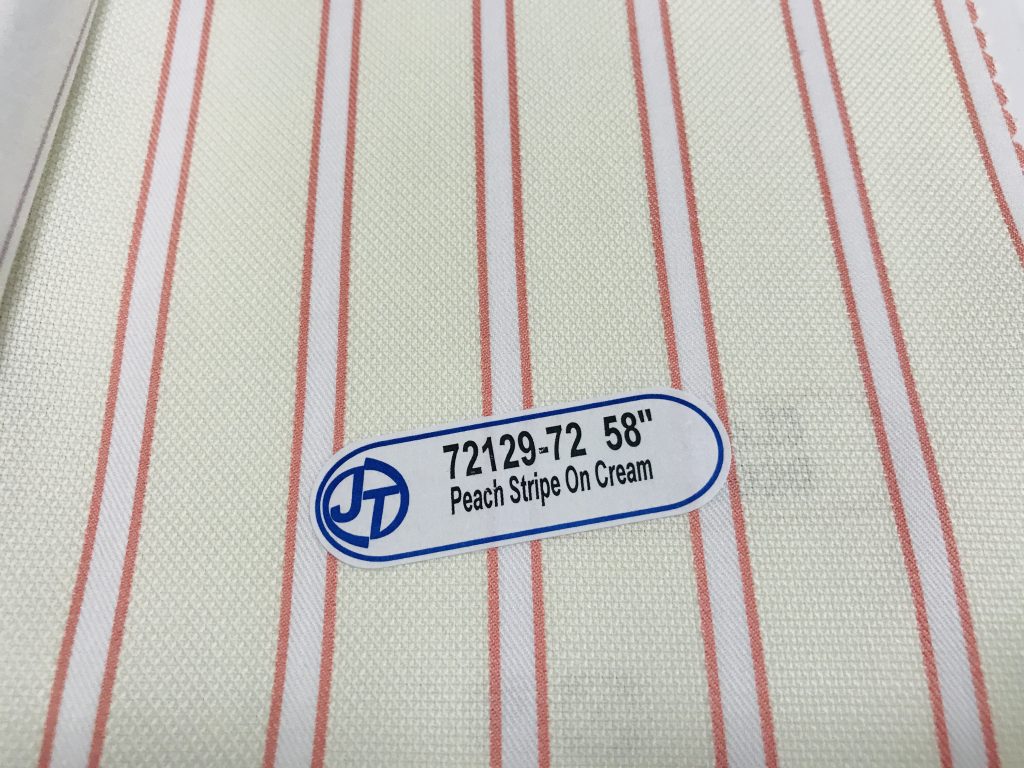 JT
72129-72 58"
Peach Stripe On Cream